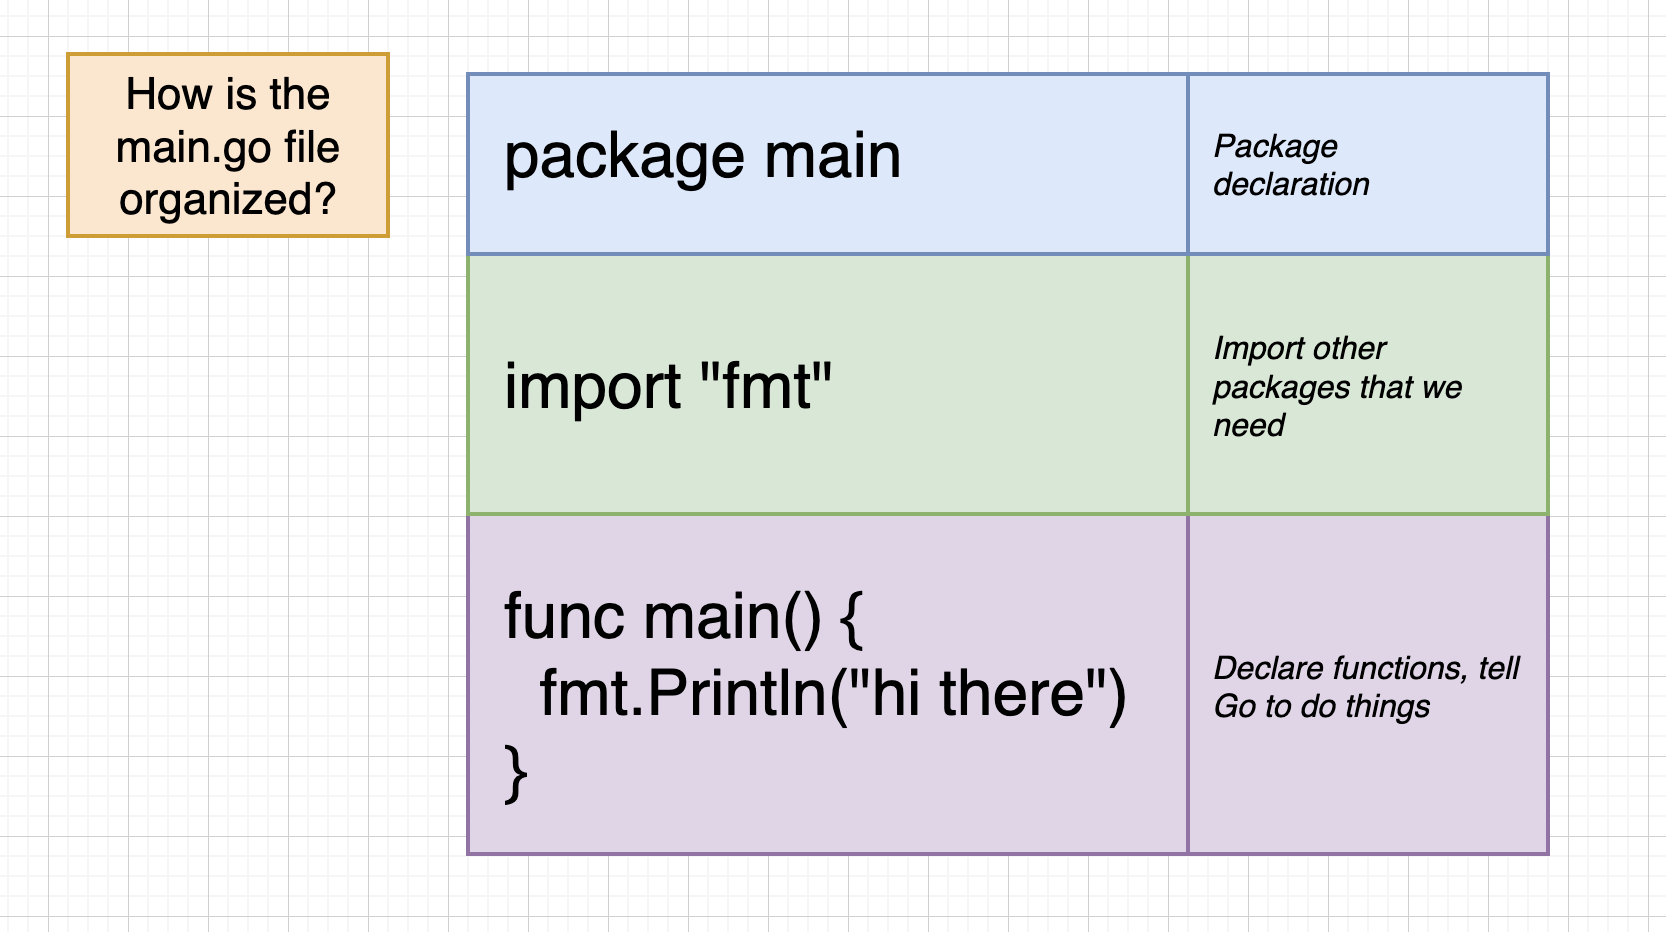 How is the
main.go file
organized?
package main
Package
declaration
import "fmt"
Import other
packages that we
need
func main() {
fmt.Println("hi there")
}
Declare functions, tell
Go to do things